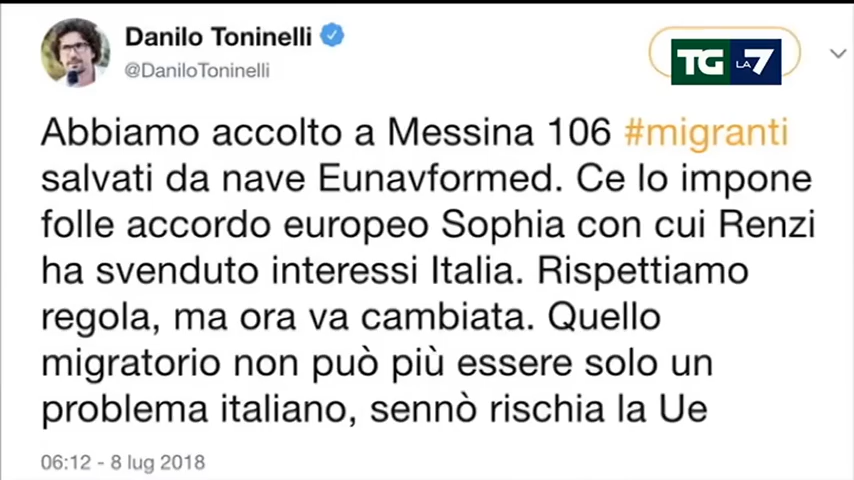 Danilo Toninelli
@DaniloToninelli
TG LA 7
Abbiamo accolto a Messina 106 #migranti
salvati da nave Eunavformed. Ce lo impone
folle accordo europeo Sophia con cui Renzi
ha svenduto interessi Italia. Rispettiamo
regola, ma ora va cambiata. Quello
migratorio non può più essere solo un
problema italiano, sennò rischia la Ue
06:12 - 8 lug 2018